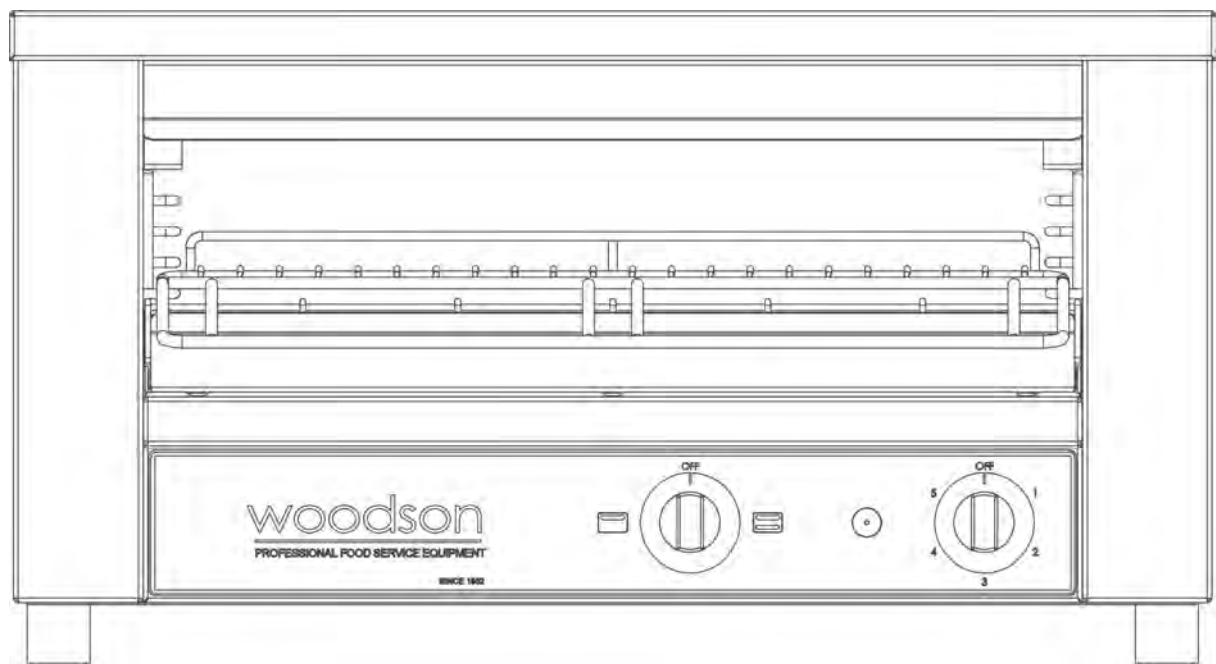 woodson
PROFESSIONAL FOOD SERVICE EQUIPMENT
SINCE 1952
OFF
OFF
1
2
3
4
5